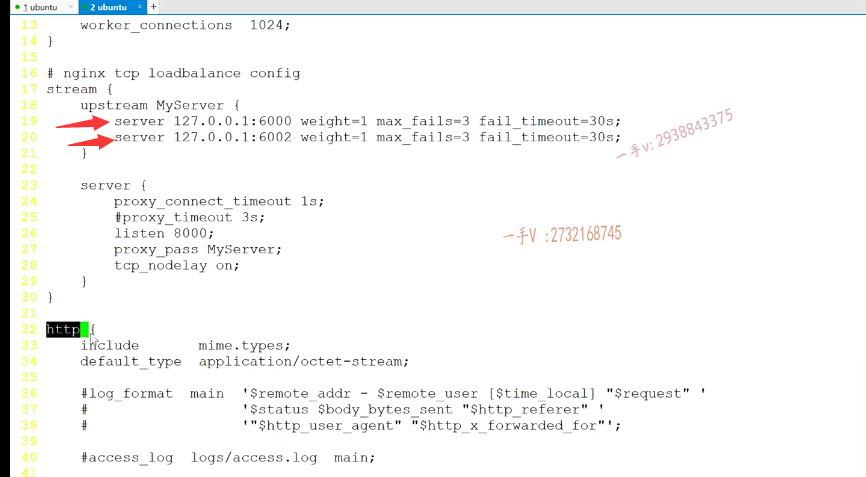 1 ubuntu × 2 ubuntu × +
13 worker_connections 1024;
14 }
15
16 # nginx tcp loadbalance config
17 stream {
18 upstream MyServer {
19 server 127.0.0.1:6000 weight=1 max_fails=3 fail_timeout=30s;
20 server 127.0.0.1:6002 weight=1 max_fails=3 fail_timeout=30s;
21 }
一手v: 2938843375
22
23 server {
24 proxy_connect_timeout 1s;
25 #proxy_timeout 3s;
26 listen 8000;
一手V :2732168745
27 proxy_pass MyServer;
28 tcp_nodelay on;
29 }
30 }
31
32 http {
33 include mime.types;
34 default_type application/octet-stream;
35
36 #log_format main '$remote_addr - $remote_user [$time_local] "$request" '
37 # '$status $body_bytes_sent "$http_referer" '
38 # '"$http_user_agent" "$http_x_forwarded_for"';
39
40 #access_log logs/access.log main;
41